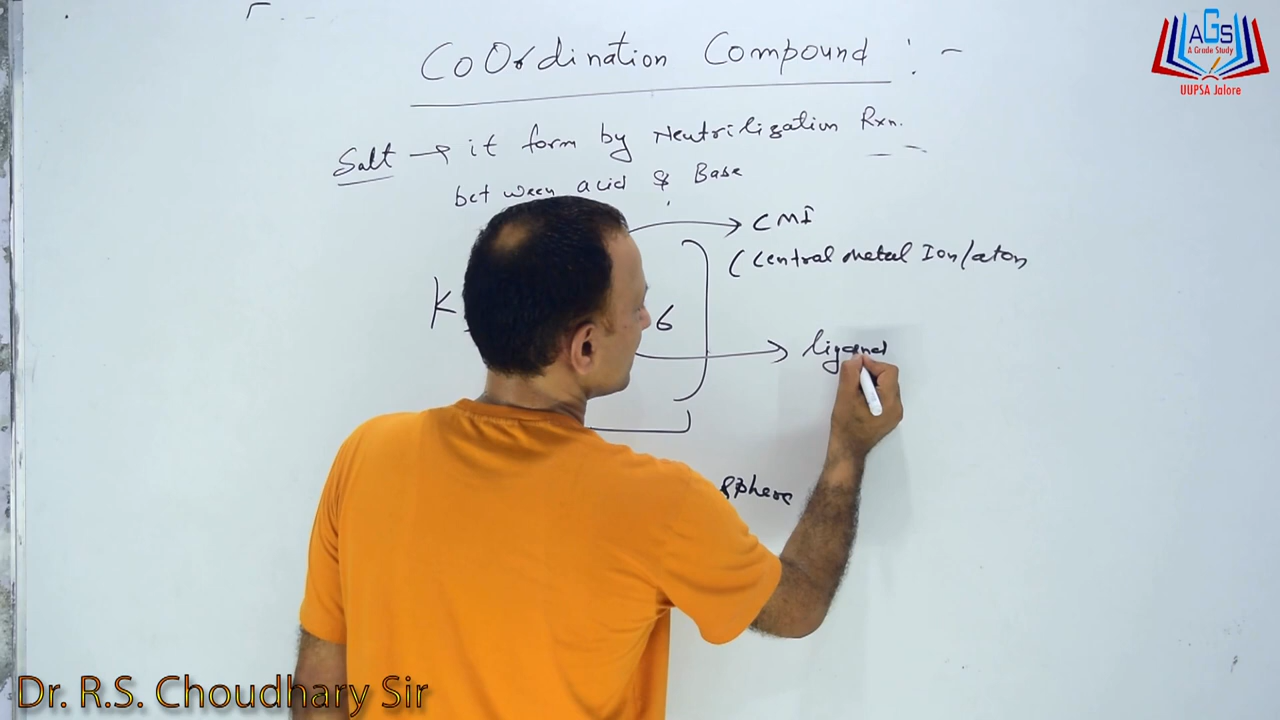 CoOrdination Compound :-
Salt → it form by Neutrilization Rxn.
between acid & Base
CMI
(Central Metal Ion/atom
K
6
ligand
sphere
AGS
A Grade Study
UUPSA Jalore
Dr. R.S. Choudhary Sir